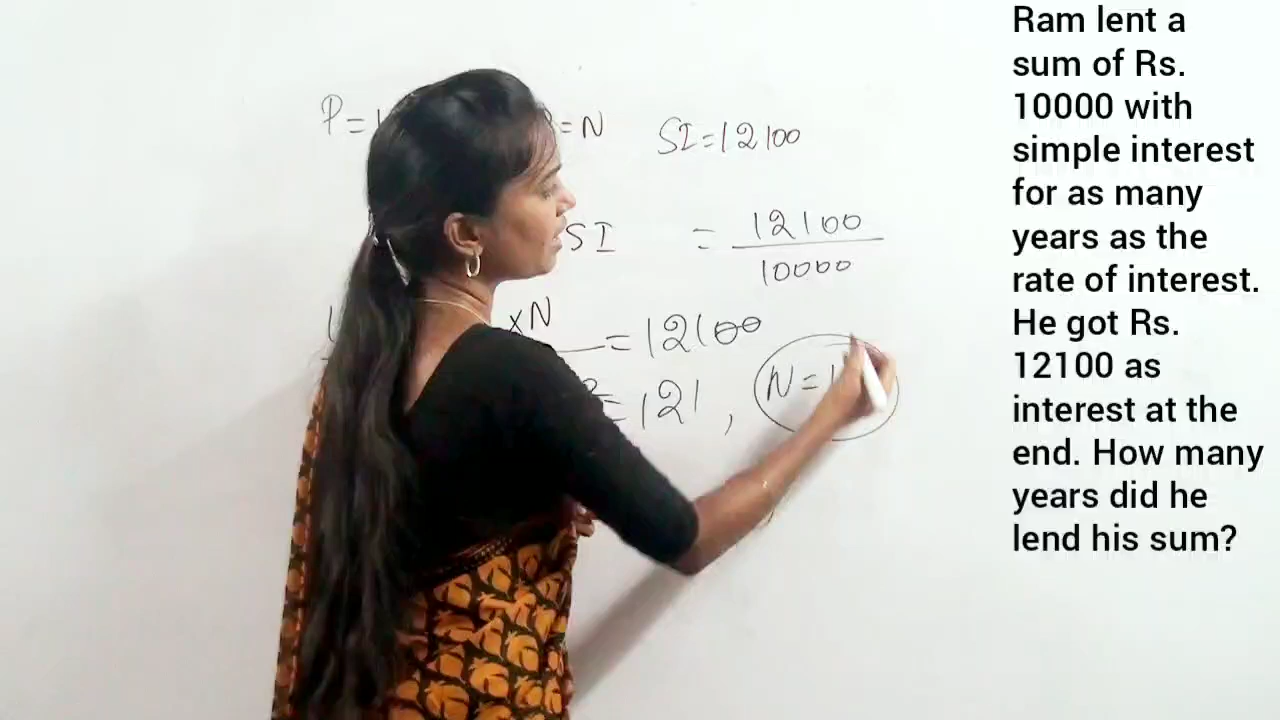 P=
=N SI=12100
SI = 12100
10000
×N
=12100
=121, N=1
Ram lent a
sum of Rs.
10000 with
simple interest
for as many
years as the
rate of interest.
He got Rs.
12100 as
interest at the
end. How many
years did he
lend his sum?